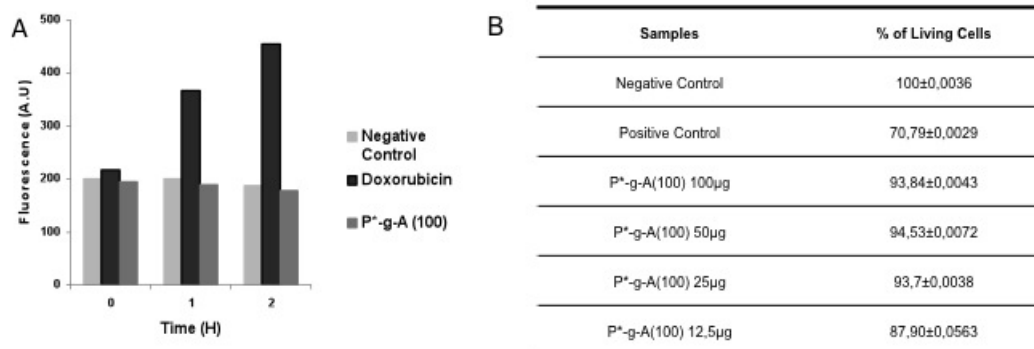 A
500
400
300
200
100
0
Fluorescence (A.U)
0 1 2
Time (H)
Negative
Control
Doxorubicin
P*-g-A (100)
B
Samples % of Living Cells
Negative Control 100±0,0036
Positive Control 70,79±0,0029
P*-g-A(100) 100µg 93,84±0,0043
P*-g-A(100) 50µg 94,53±0,0072
P*-g-A(100) 25µg 93,7±0,0038
P*-g-A(100) 12,5µg 87,90±0,0563